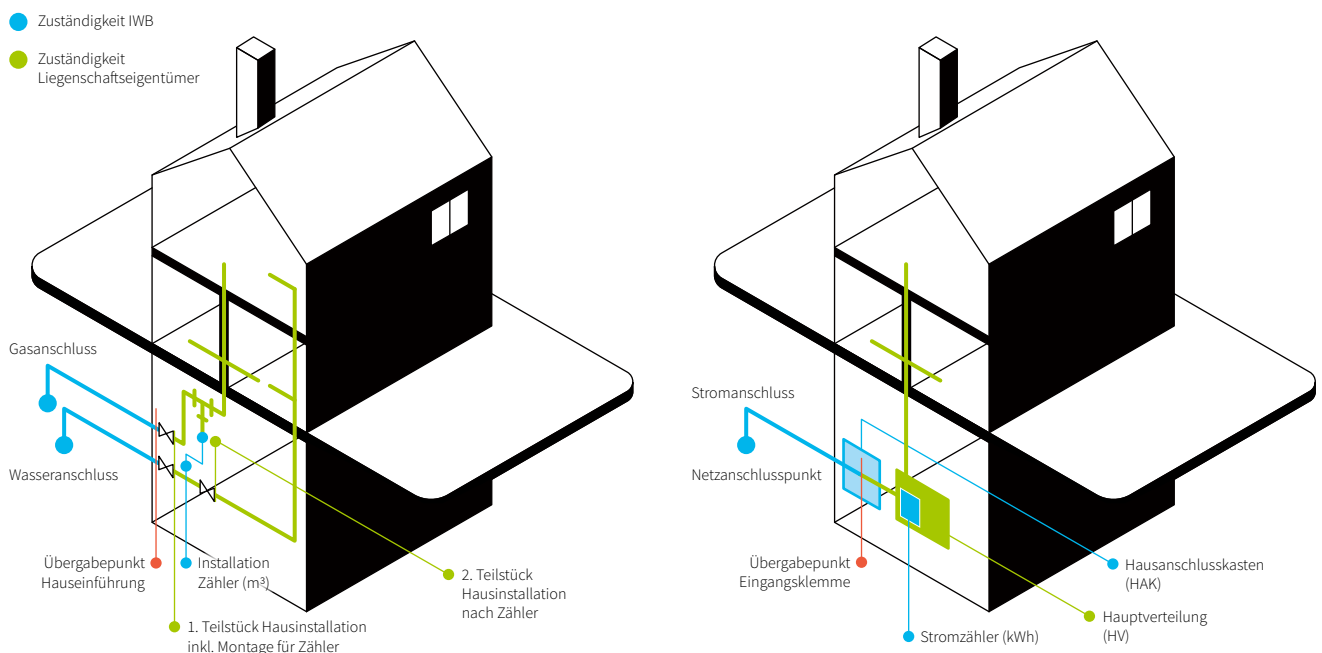 Zuständigkeit IWB
Zuständigkeit
Liegenschaftseigentümer
Gasanschluss
Wasseranschluss
Übergabepunkt
Hauseinführung
Installation
Zähler (m³)
1. Teilstück Hausinstallation
inkl. Montage für Zähler
2. Teilstück
Hausinstallation
nach Zähler
Stromanschluss
Netzanschlusspunkt
Übergabepunkt
Eingangsklemme
Stromzähler (kWh)
Hausanschlusskasten
(HAK)
Hauptverteilung
(HV)